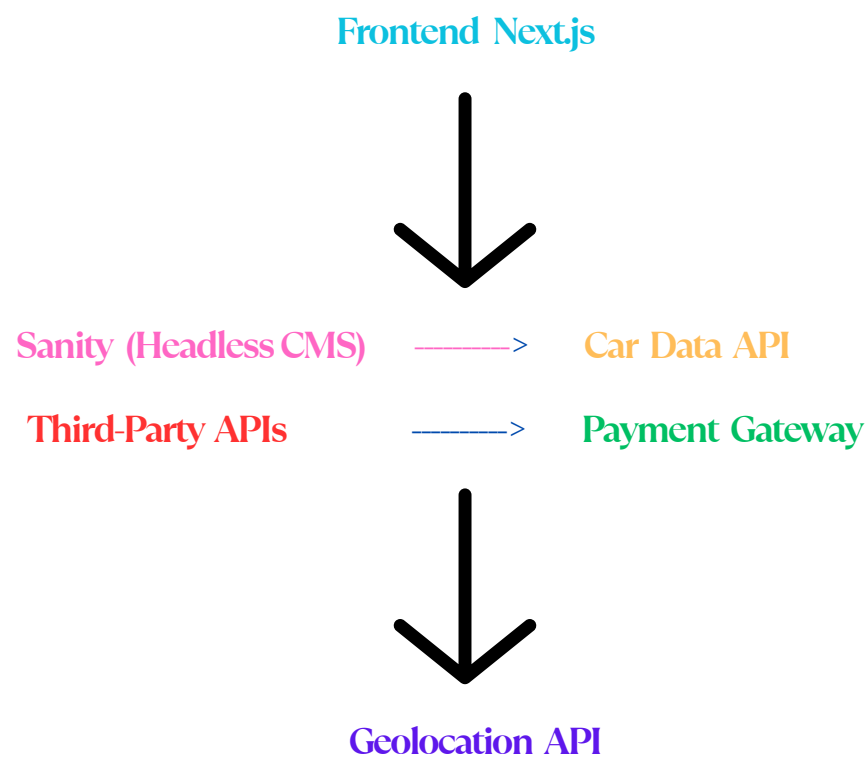 Frontend Next.js
Sanity (Headless CMS) ----------> Car Data API
Third-Party APIs ----------> Payment Gateway
Geolocation API